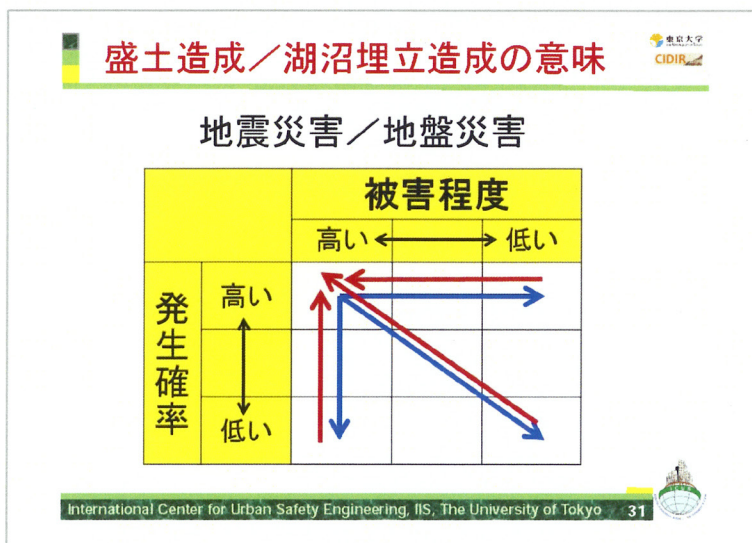 盛土造成／湖沼埋立造成の意味
東京大学
CIDIR
地震災害／地盤災害
被害程度
高い
低い
発生確率
高い
低い
International Center for Urban Safety Engineering, IIS, The University of Tokyo
31